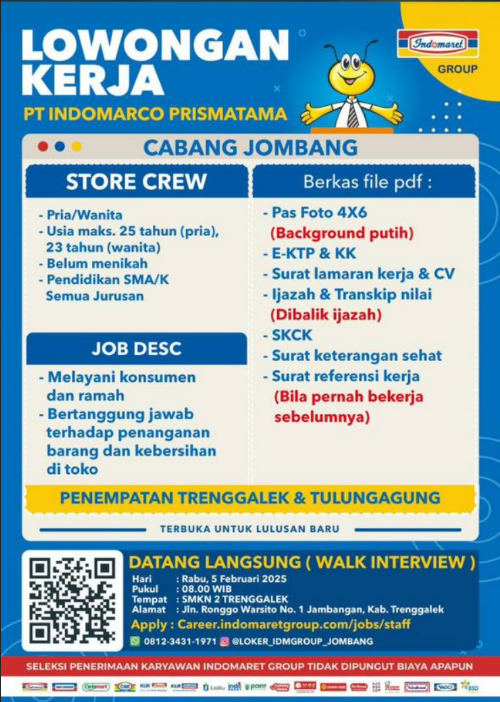 LOWONGAN
KERJA
PT INDOMARCO PRISMATAMA
Indomaret
GROUP
CABANG JOMBANG
STORE CREW
- Pria/Wanita
- Usia maks. 25 tahun (pria),
23 tahun (wanita)
- Belum menikah
- Pendidikan SMA/K
Semua Jurusan
JOB DESC
- Melayani konsumen
dan ramah
- Bertanggung jawab
terhadap penanganan
barang dan kebersihan
di toko
Berkas file pdf :
- Pas Foto 4X6
(Background putih)
- E-KTP & KK
- Surat lamaran kerja & CV
- Ijazah & Transkip nilai
(Dibalik ijazah)
- SKCK
- Surat keterangan sehat
- Surat referensi kerja
(Bila pernah bekerja
sebelumnya)
PENEMPATAN TRENGGALEK & TULUNGAGUNG
TERBUKA UNTUK LULUSAN BARU
DATANG LANGSUNG ( WALK INTERVIEW )
Hari : Rabu, 5 Februari 2025
Pukul : 08.00 WIB
Tempat : SMKN 2 TRENGGALEK
Alamat : Jln. Ronggo Warsito No. 1 Jambangan, Kab. Trenggalek
Apply : Career.indomaretgroup.com/jobs/staff
0812-3431-1971 @LOKER_IDMGROUP_JOMBANG
SELEKSI PENERIMAAN KARYAWAN INDOMARET GROUP TIDAK DIPUNGUT BIAYA APAPUN